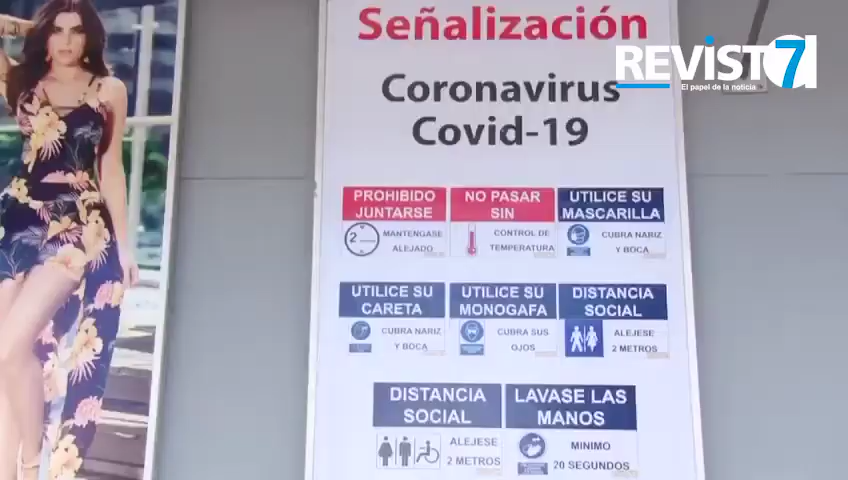 Señalización
REVIST7
El papel de la noticia
Coronavirus
Covid-19
PROHIBIDO
JUNTARSE
2
MANTENGASE
ALEJADO
NO PASAR
SIN
CONTROL DE
TEMPERATURA
UTILICE SU
MASCARILLA
CUBRA NARIZ
Y BOCA
UTILICE SU
CARETA
CUBRA NARIZ
Y BOCA
UTILICE SU
MONOGAFA
CUBRA SUS
OJOS
DISTANCIA
SOCIAL
ALEJESE
2 METROS
DISTANCIA
SOCIAL
ALEJESE
2 METROS
LAVASE LAS
MANOS
MINIMO
20 SEGUNDOS